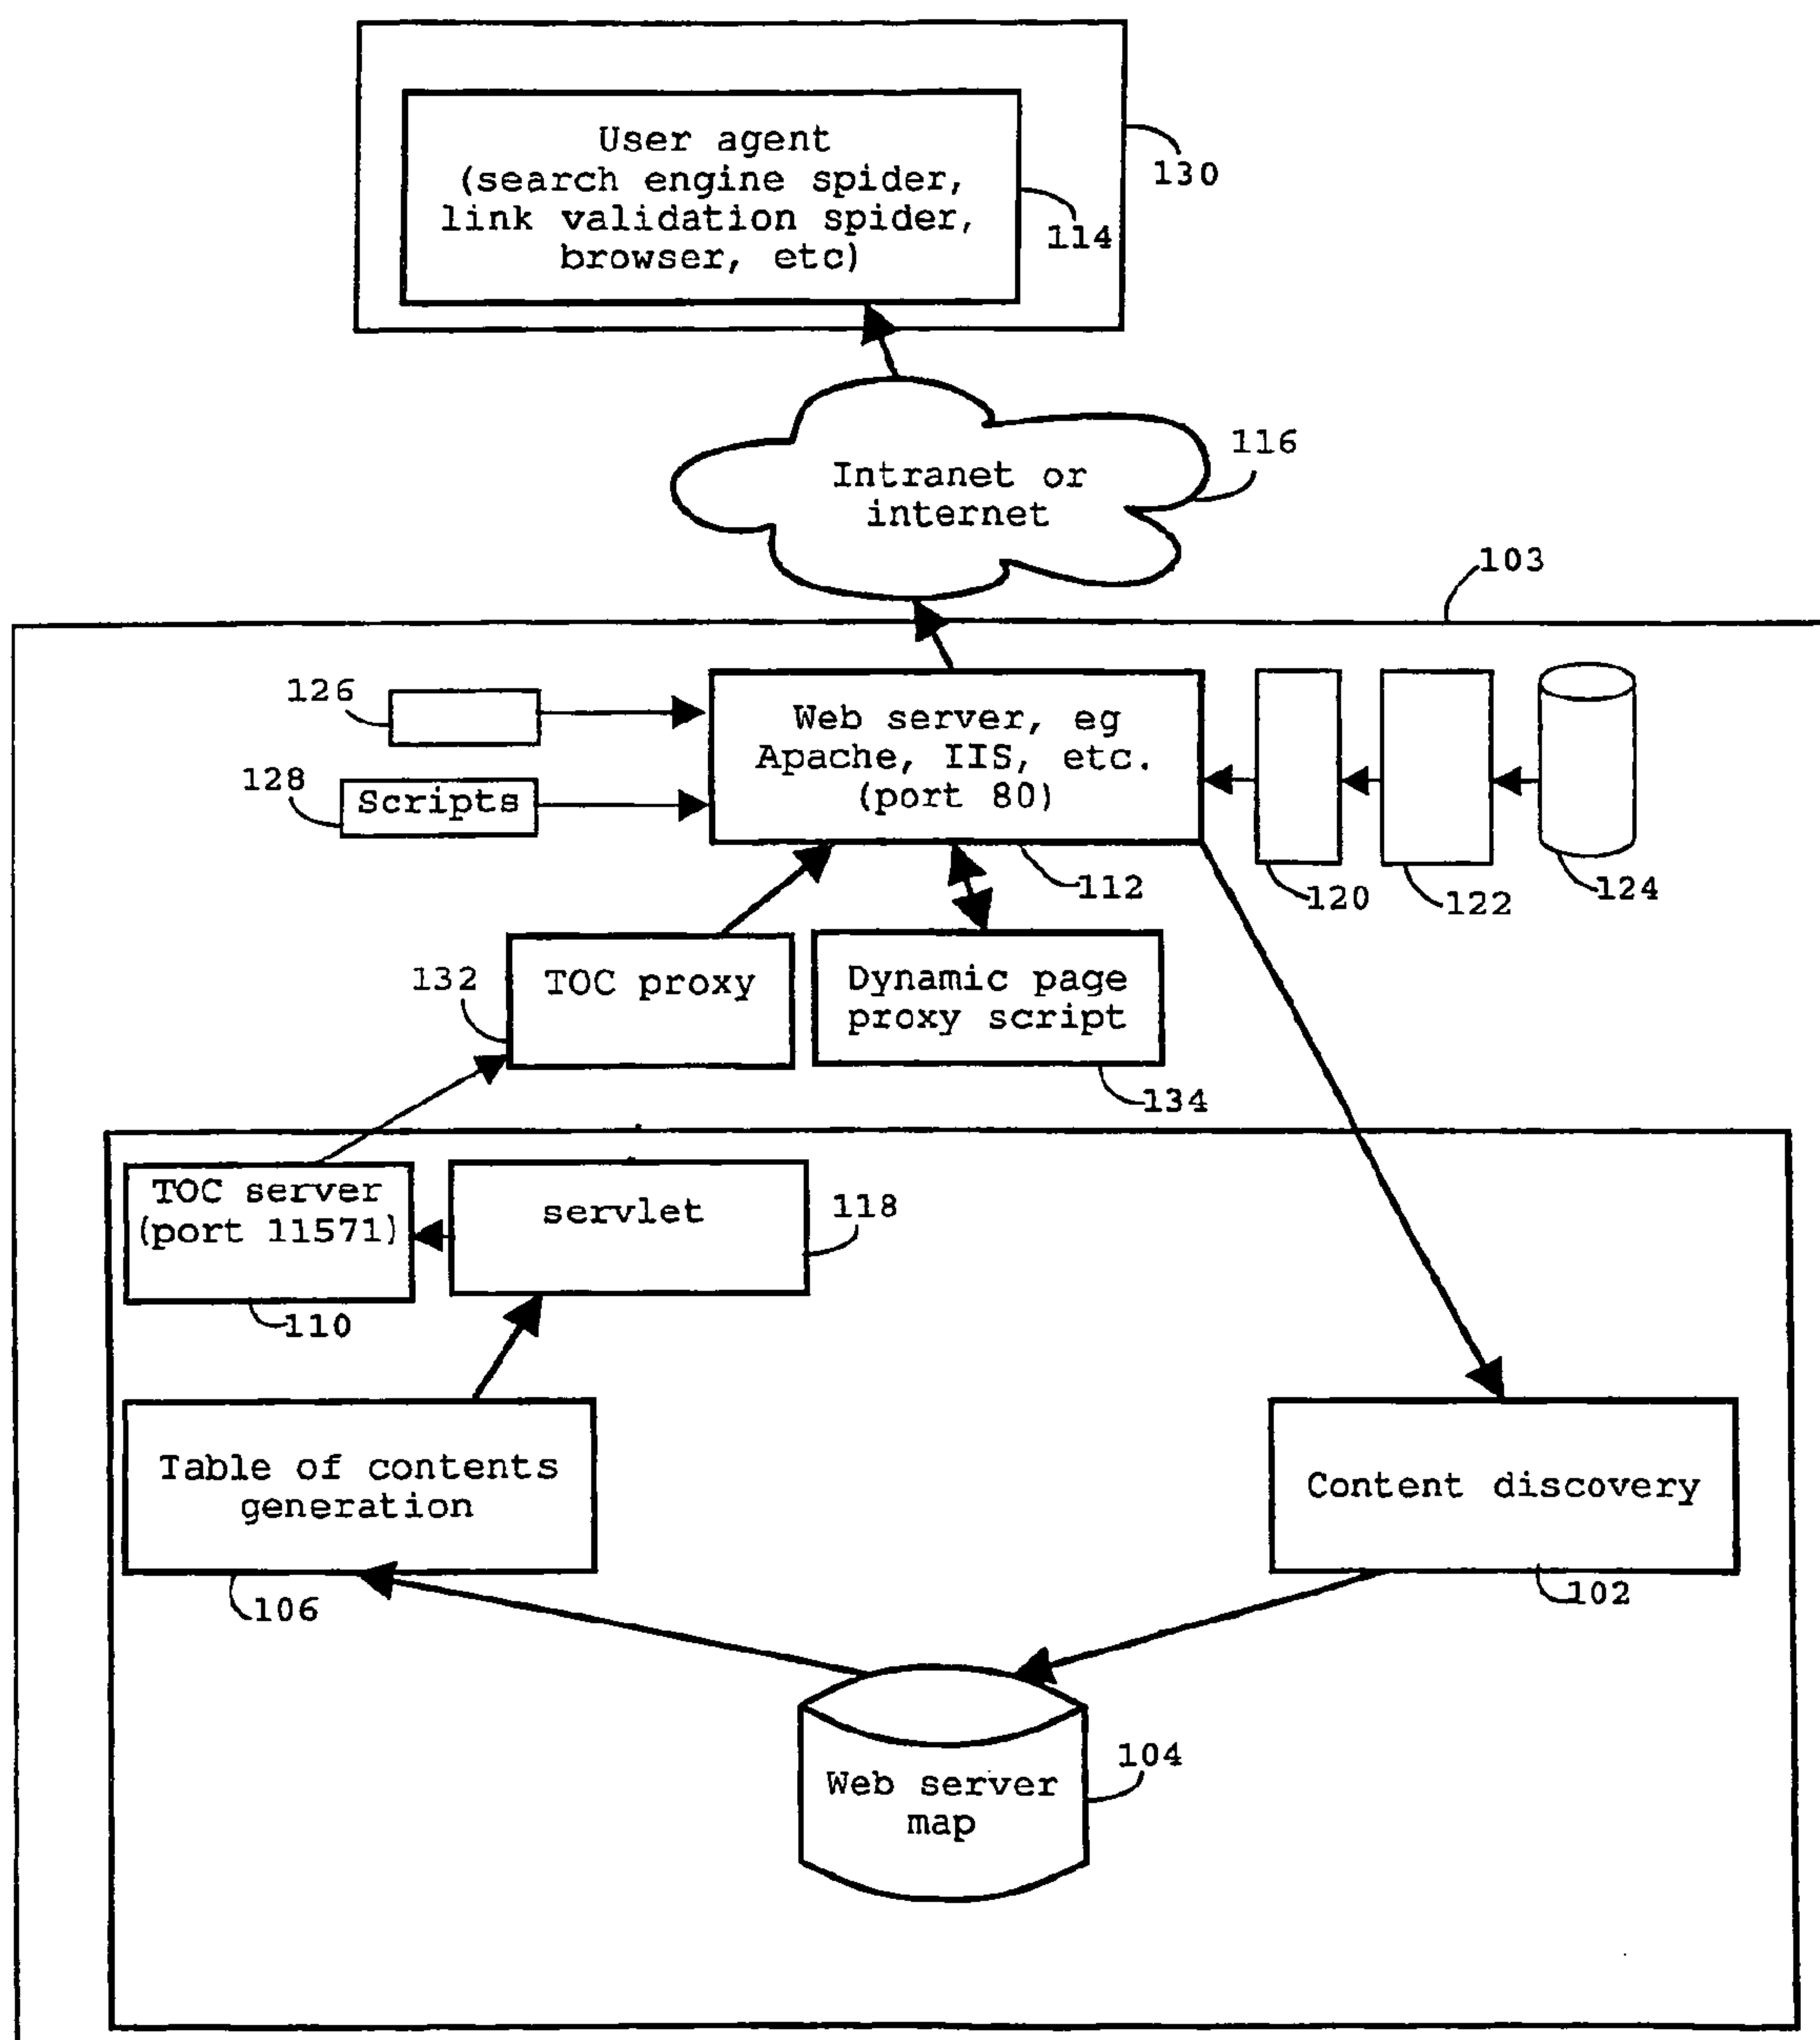 User agent
(search engine spider,
link validation spider,
browser, etc)
130
114
Intranet or
internet
116
103
126
128
Scripts
Web server, eg
Apache, IIS, etc.
(port 80)
112
120
122
124
132
TOC proxy
Dynamic page
proxy script
134
TOC server
(port 11571)
110
servlet
118
Table of contents
generation
106
Content discovery
102
Web server
map
104